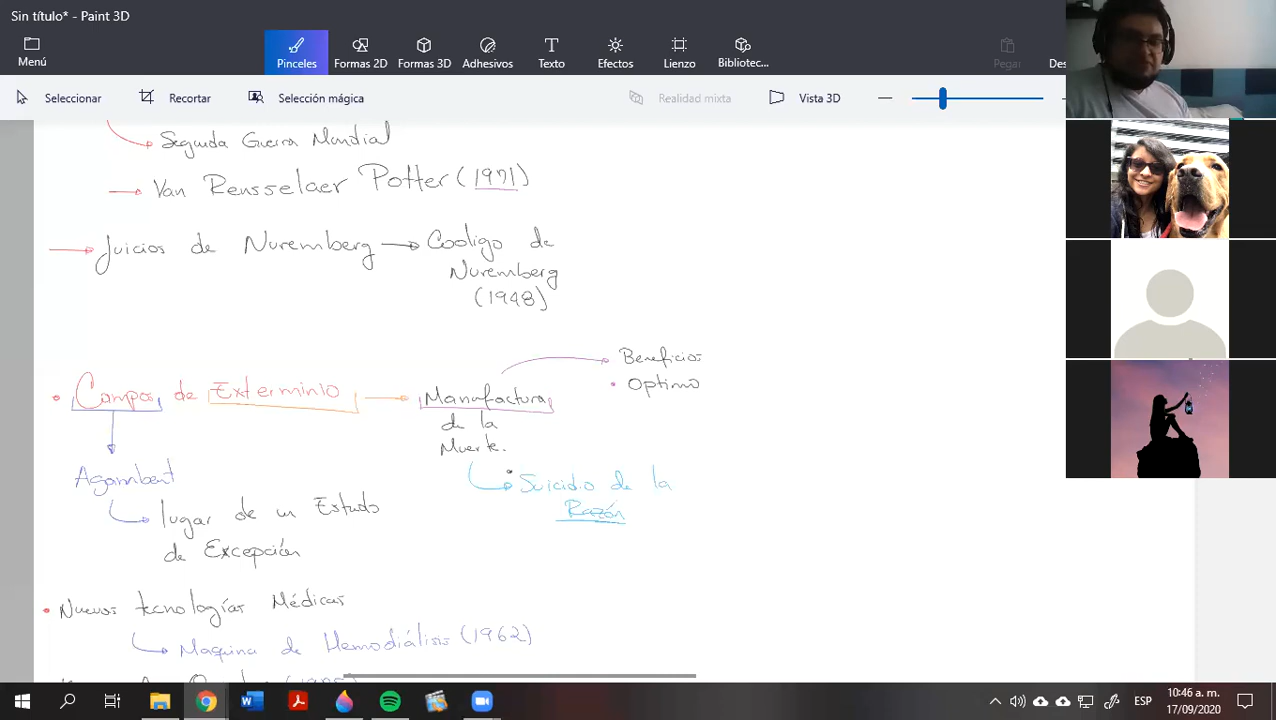 Sin título* - Paint 3D
Menú
Pinceles
Formas 2D
Formas 3D
Adhesivos
Texto
Efectos
Lienzo
Bibliotec...
Pegar
Des
Seleccionar
Recortar
Selección mágica
Realidad mixta
Vista 3D
Segunda Guerra Mondial
Van Rensselaer Potter (1971)
Juicios de Nuremberg
Codigo de
Nuremberg
(1948)
Beneficios
Optimo
Campos de Exterminio
Manufactura
de la
Muerte.
Agambent
Suicidio de la
Razón
lugar de un Estado
de Excepción
Nuevas tecnologías Médicas
Maquina de Hemodiálisis (1962)
ESP
10:46 a. m.
17/09/2020